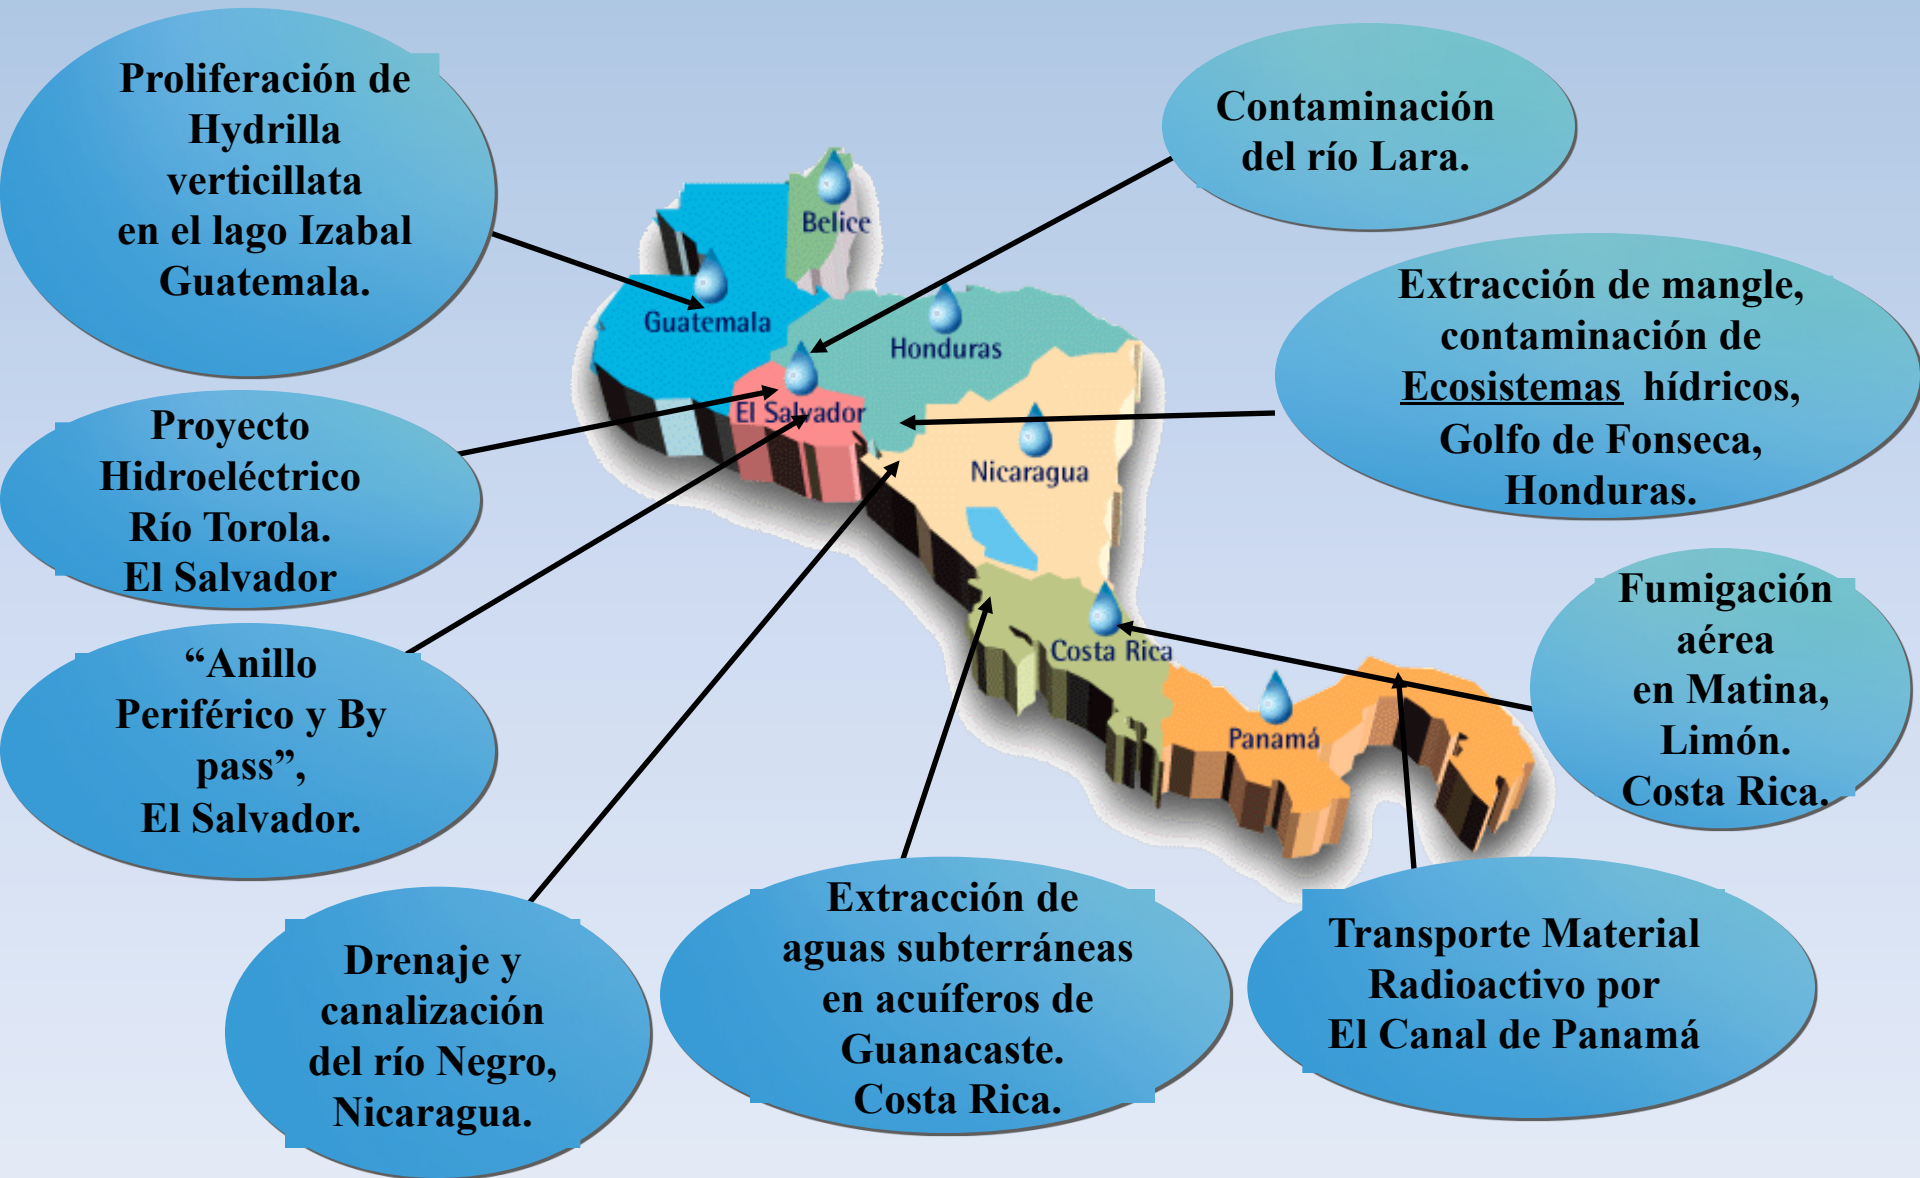 Proliferación de
Hydrilla
verticillata
en el lago Izabal
Guatemala.
Contaminación
del río Lara.
Belice
Guatemala
Honduras
El Salvador
Nicaragua
Costa Rica
Panamá
Extracción de mangle,
contaminación de
Ecosistemas hídricos,
Golfo de Fonseca,
Honduras.
Proyecto
Hidroeléctrico
Río Torola.
El Salvador
Fumigación
aérea
en Matina,
Limón.
Costa Rica.
“Anillo
Periférico y By
pass”,
El Salvador.
Drenaje y
canalización
del río Negro,
Nicaragua.
Extracción de
aguas subterráneas
en acuíferos de
Guanacaste.
Costa Rica.
Transporte Material
Radioactivo por
El Canal de Panamá